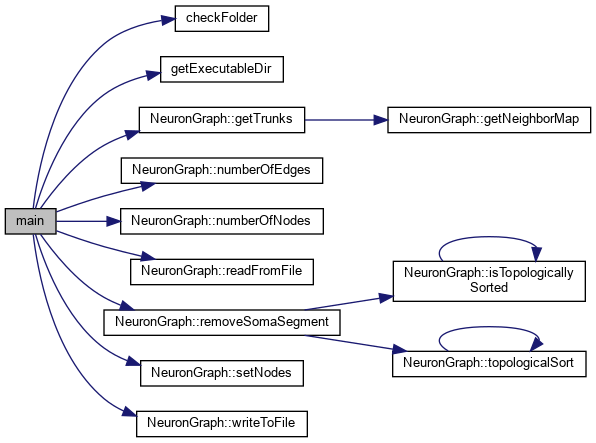 checkFolder
getExecutableDir
NeuronGraph::getTrunks
NeuronGraph::getNeighborMap
NeuronGraph::numberOfEdges
main
NeuronGraph::numberOfNodes
NeuronGraph::readFromFile
NeuronGraph::isTopologically
Sorted
NeuronGraph::removeSomaSegment
NeuronGraph::topologicalSort
NeuronGraph::setNodes
NeuronGraph::writeToFile